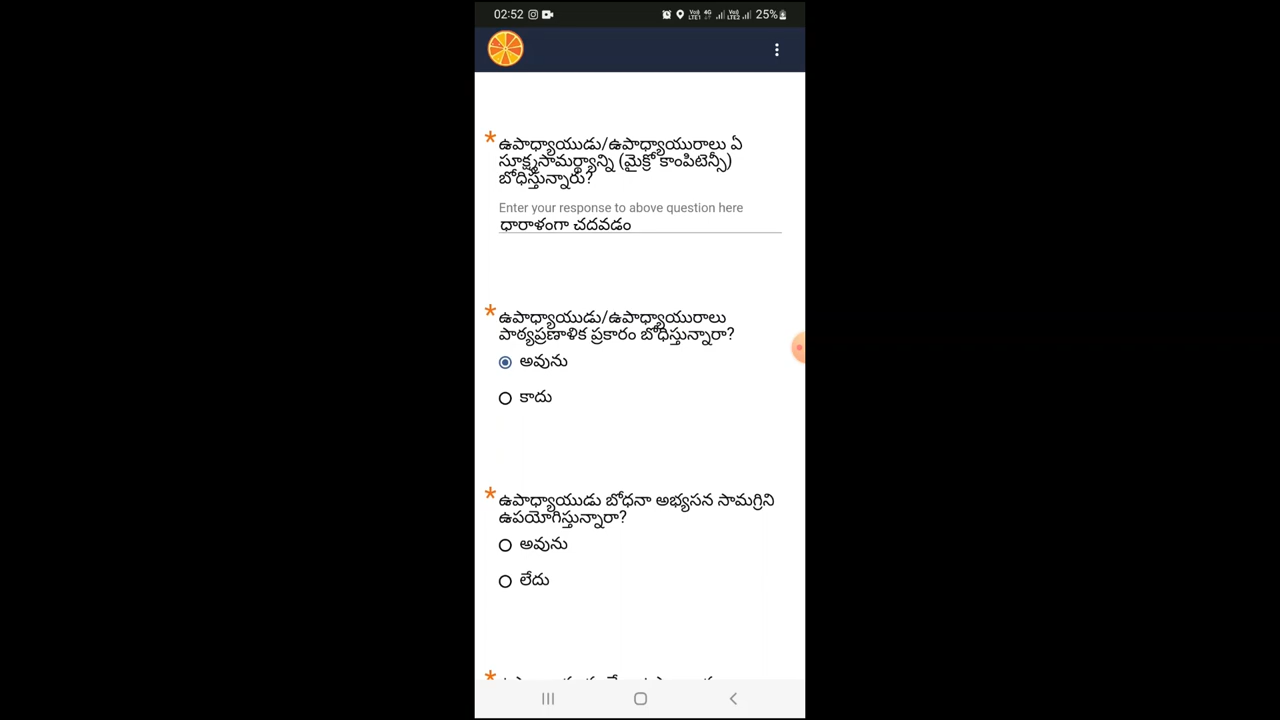 02:52 25%
ఉపాధ్యాయుడు/ఉపాధ్యాయురాలు ఏ
సూక్ష్మసామర్థ్యాన్ని (మైక్రో కాంపిటెన్సీ)
బోధిస్తున్నారు?
Enter your response to above question here
ధారాళంగా చదవడం
ఉపాధ్యాయుడు/ఉపాధ్యాయురాలు
పాఠ్యప్రణాళిక ప్రకారం బోధిస్తున్నారా?
అవును
కాదు
ఉపాధ్యాయుడు బోధనా అభ్యసన సామగ్రిని
ఉపయోగిస్తున్నారా?
అవును
లేదు